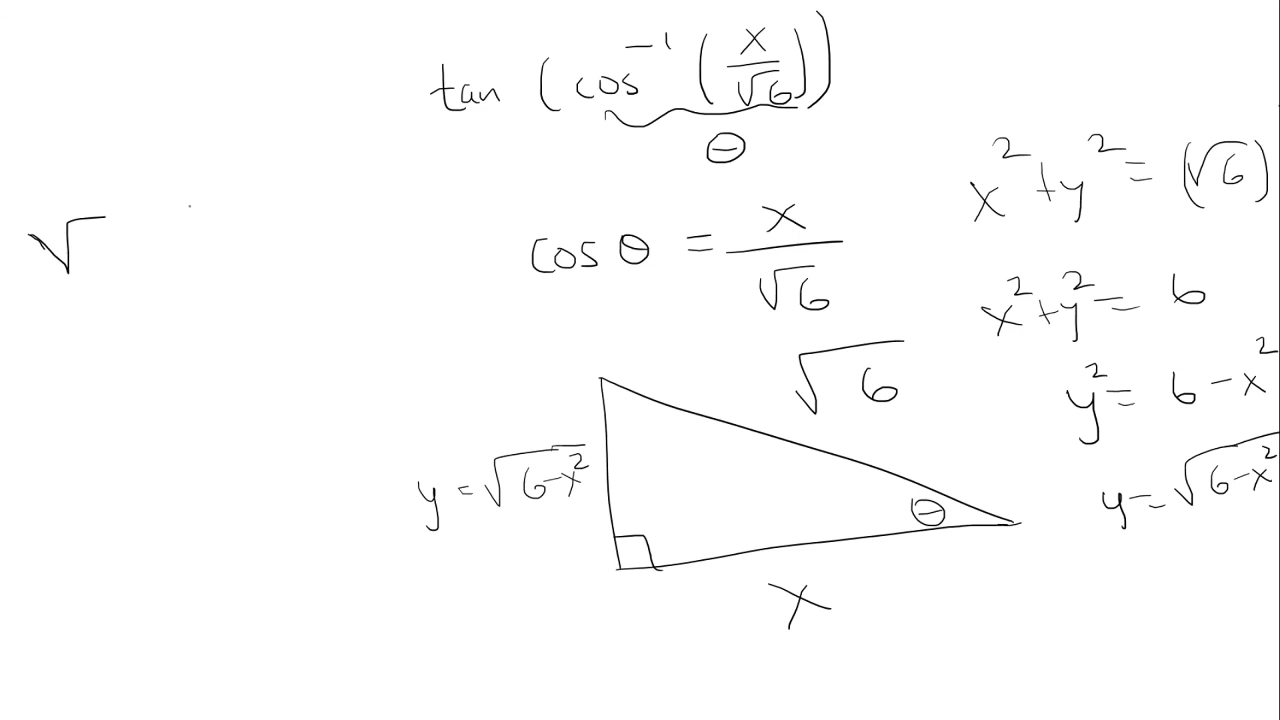 tan (cos⁻¹ (x/√6))
θ
cos θ = x/√6
√
x² + y² = (√6)
x² + y² = 6
y² = 6 - x²
y = √6-x²
√6
y = √6-x²
θ
x